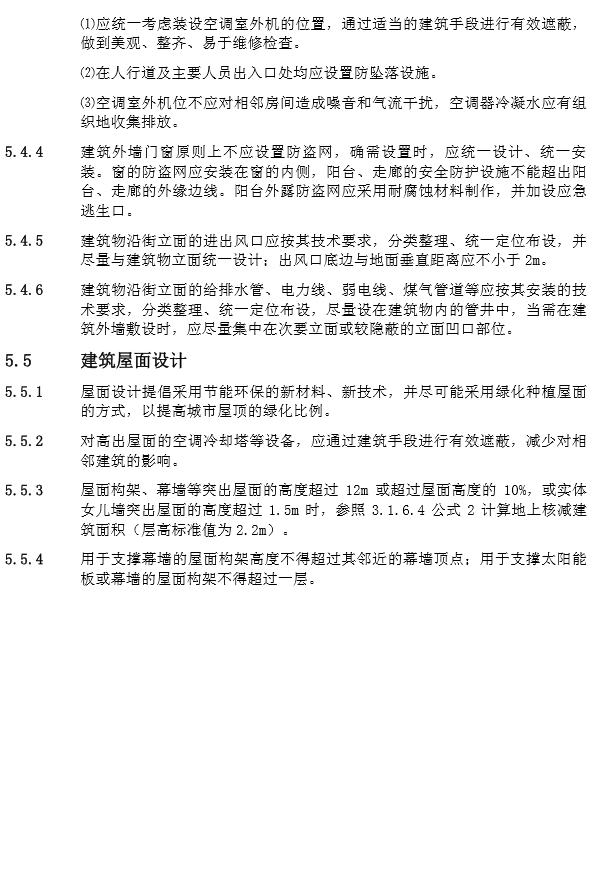 ⑴应统一考虑装设空调室外机的位置，通过适当的建筑手段进行有效遮蔽，
做到美观、整齐、易于维修检查。
⑵在人行道及主要人员出入口处均应设置防坠落设施。
⑶空调室外机位不应对相邻房间造成噪音和气流干扰，空调器冷凝水应有组
织地收集排放。
5.4.4 建筑外墙门窗原则上不应设置防盗网，确需设置时，应统一设计、统一安
装。窗的防盗网应安装在窗的内侧，阳台、走廊的安全防护设施不能超出阳
台、走廊的外缘边线。阳台外露防盗网应采用耐腐蚀材料制作，并加设应急
逃生口。
5.4.5 建筑物沿街立面的进出风口应按其技术要求，分类整理、统一定位布设，并
尽量与建筑物立面统一设计；出风口底边与地面垂直距离应不小于2m。
5.4.6 建筑物沿街立面的给排水管、电力线、弱电线、煤气管道等应按其安装的技
术要求，分类整理、统一定位布设，尽量设在建筑物内的管井中，当需在建
筑外墙敷设时，应尽量集中在次要立面或较隐蔽的立面凹口部位。
5.5 建筑屋面设计
5.5.1 屋面设计提倡采用节能环保的新材料、新技术，并尽可能采用绿化种植屋面
的方式，以提高城市屋顶的绿化比例。
5.5.2 对高出屋面的空调冷却塔等设备，应通过建筑手段进行有效遮蔽，减少对相
邻建筑的影响。
5.5.3 屋面构架、幕墙等突出屋面的高度超过 12m 或超过屋面高度的 10%，或实体
女儿墙突出屋面的高度超过 1.5m 时，参照 3.1.6.4 公式 2 计算地上核减建
筑面积（层高标准值为2.2m）。
5.5.4 用于支撑幕墙的屋面构架高度不得超过其邻近的幕墙顶点；用于支撑太阳能
板或幕墙的屋面构架不得超过一层。